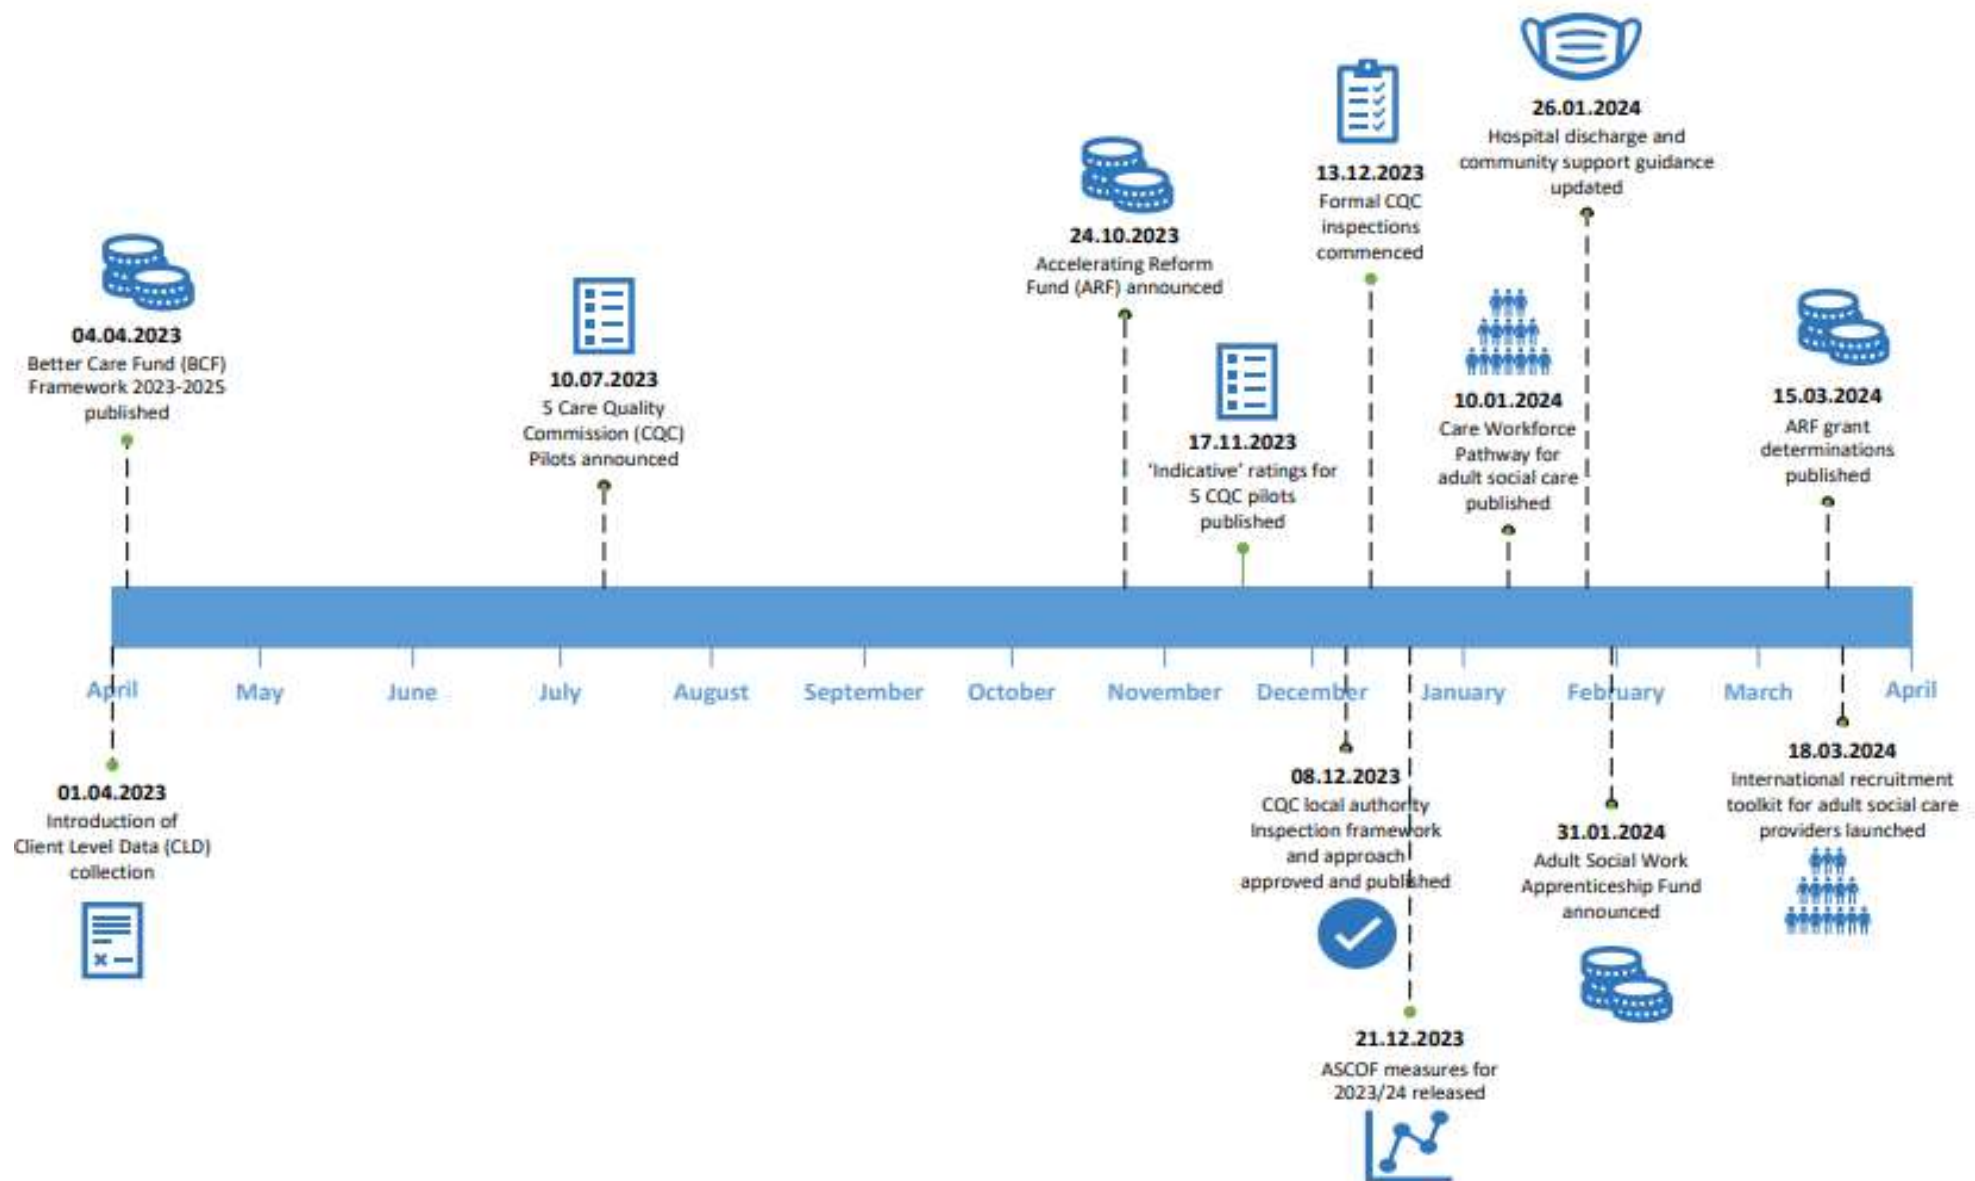 26.01.2024
Hospital discharge and
community support guidance
updated
13.12.2023
Formal CQC
inspections
commenced
24.10.2023
Accelerating Reform
Fund (ARF) announced
04.04.2023
Better Care Fund (BCF)
Framework 2023-2025
published
10.07.2023
5 Care Quality
Commission (CQC)
Pilots announced
17.11.2023
'Indicative' ratings for
5 CQC pilots
published
10.01.2024
Care Workforce
Pathway for
adult social care
published
15.03.2024
ARF grant
determinations
published
April
May
June
July
August
September
October
November
December
January
February
March
April
01.04.2023
Introduction of
Client Level Data (CLD)
collection
08.12.2023
CQC local authority
Inspection framework
and approach
approved and published
21.12.2023
ASCOF measures for
2023/24 released
31.01.2024
Adult Social Work
Apprenticeship Fund
announced
18.03.2024
International recruitment
toolkit for adult social care
providers launched